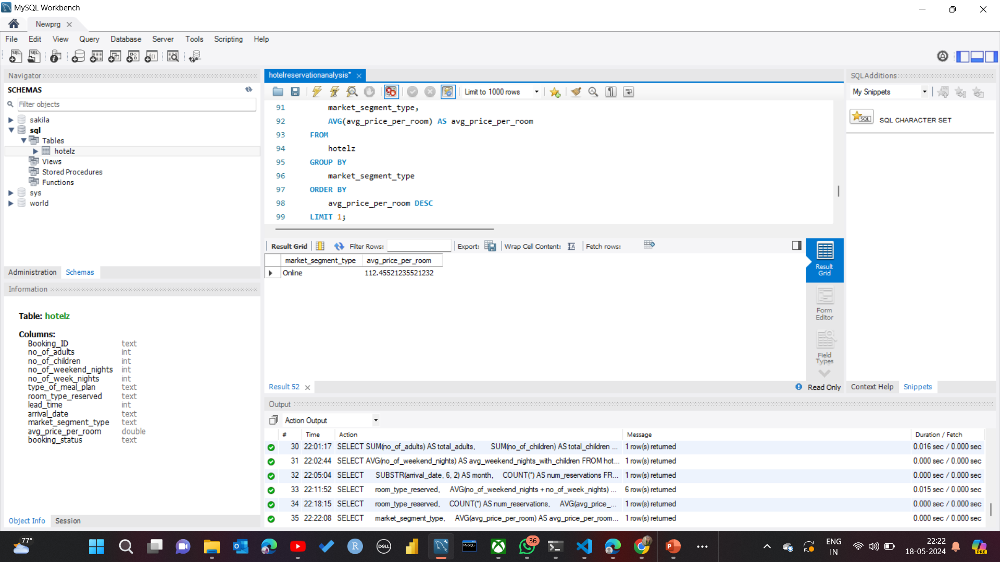 MySQL Workbench
Newprg
File Edit View Query Database Server Tools Scripting Help
Navigator
SCHEMAS
Filter objects
sakila
sql
Tables
hotelz
Views
Stored Procedures
Functions
sys
world
Administration Schemas
Information
Table: hotelz
Columns:
Booking_ID text
no_of_adults int
no_of_children int
no_of_weekend_nights int
no_of_week_nights int
type_of_meal_plan text
room_type_reserved text
lead_time int
arrival_date text
market_segment_type text
avg_price_per_room double
booking_status text
Object Info Session
hotelreservationanalysis*
Limit to 1000 rows
91 market_segment_type,
92 AVG(avg_price_per_room) AS avg_price_per_room
93 FROM
94 hotelz
95 GROUP BY
96 market_segment_type
97 ORDER BY
98 avg_price_per_room DESC
99 LIMIT 1;
Result Grid Filter Rows: Export: Wrap Cell Content: Fetch rows:
market_segment_type avg_price_per_room
Online 112.45521235521232
Result Grid
Form Editor
Field Types
Result 52
Read Only
SQLAdditions
My Snippets
SQL CHARACTER SET
Context Help Snippets
Output
Action Output
# Time Action Message Duration / Fetch
30 22:01:17 SELECT SUM(no_of_adults) AS total_adults, SUM(no_of_children) AS total_children ... 1 row(s) returned 0.016 sec / 0.000 sec
31 22:02:44 SELECT AVG(no_of_weekend_nights) AS avg_weekend_nights_with_children FROM hot... 1 row(s) returned 0.000 sec / 0.000 sec
32 22:05:04 SELECT SUBSTR(arrival_date, 6, 2) AS month, COUNT(*) AS num_reservations FR... 1 row(s) returned 0.000 sec / 0.000 sec
33 22:11:52 SELECT room_type_reserved, AVG(no_of_weekend_nights + no_of_week_nights) ... 6 row(s) returned 0.015 sec / 0.000 sec
34 22:18:15 SELECT room_type_reserved, COUNT(*) AS num_reservations, AVG(avg_price_... 1 row(s) returned 0.000 sec / 0.000 sec
35 22:22:08 SELECT market_segment_type, AVG(avg_price_per_room) AS avg_price_per_room... 1 row(s) returned 0.000 sec / 0.000 sec
77°
DELL
MySQL
36
ENG
IN
22:22
18-05-2024
PRE